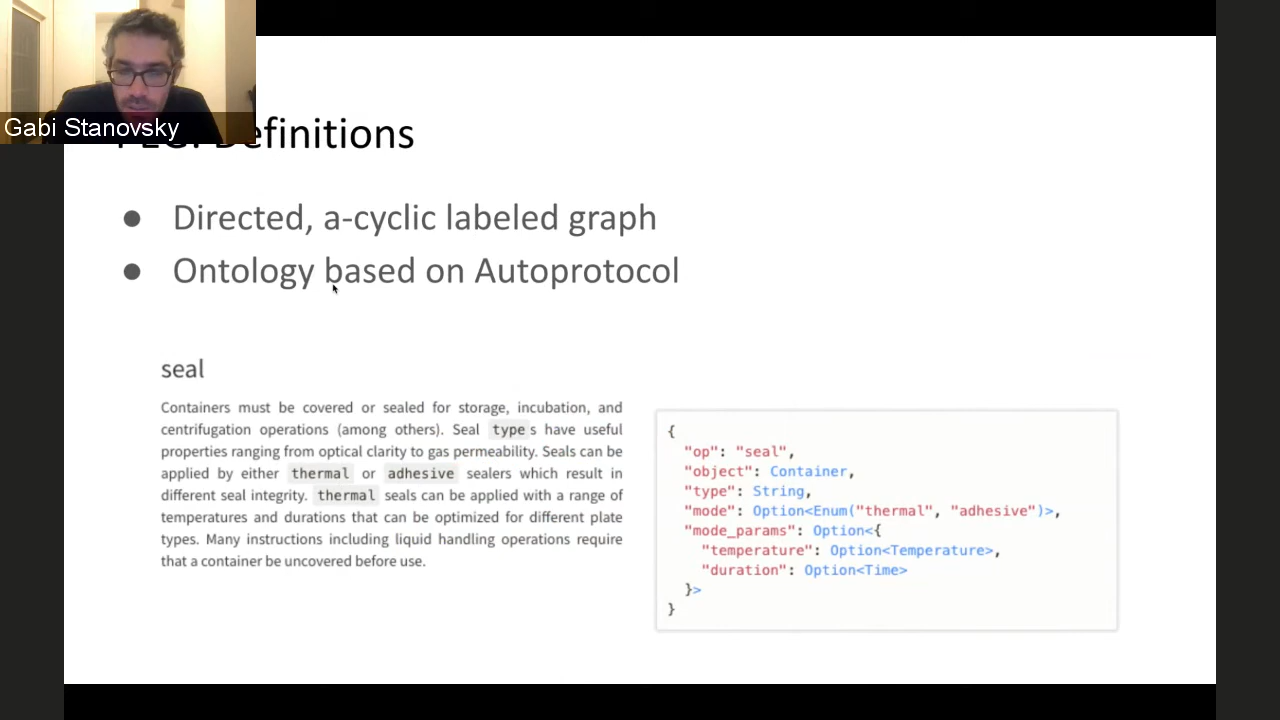 Gabi Stanovsky
Definitions
● Directed, a-cyclic labeled graph
● Ontology based on Autoprotocol
seal
Containers must be covered or sealed for storage, incubation, and
centrifugation operations (among others). Seal types have useful
properties ranging from optical clarity to gas permeability. Seals can be
applied by either thermal or adhesive sealers which result in
different seal integrity. thermal seals can be applied with a range of
temperatures and durations that can be optimized for different plate
types. Many instructions including liquid handling operations require
that a container be uncovered before use.
{
"op": "seal",
"object": Container,
"type": String,
"mode": Option<Enum("thermal", "adhesive")>,
"mode_params": Option<{
"temperature": Option<Temperature>,
"duration": Option<Time>
}>
}